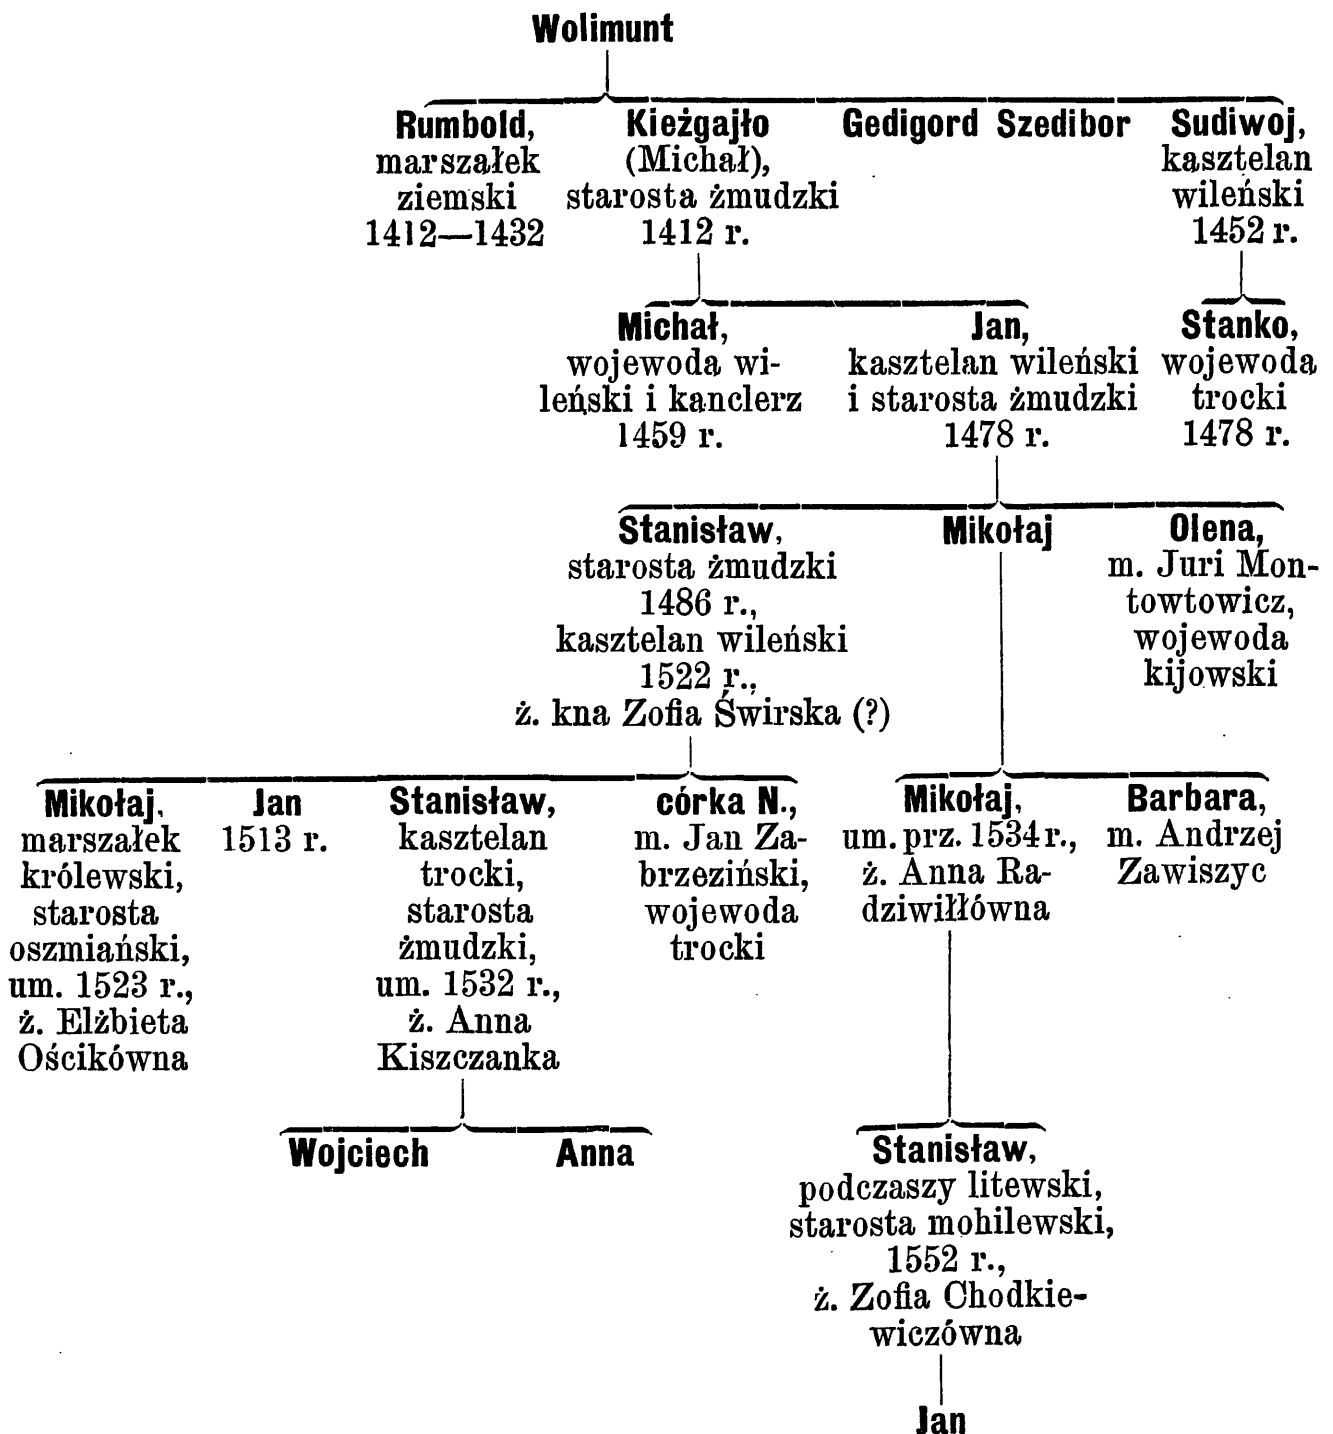 Wolimunt
Rumbold,
marszałek
ziemski
1412—1432
Kieżgajło
(Michał),
starosta żmudzki
1412 r.
Gedigord Szedibor
Sudiwoj,
kasztelan
wileński
1452 r.
Michał,
wojewoda wi-
leński i kanclerz
1459 r.
Jan,
kasztelan wileński
i starosta żmudzki
1478 r.
Stanko,
wojewoda
trocki
1478 r.
Stanisław,
starosta żmudzki
1486 r.,
kasztelan wileński
1522 r.,
ż. kna Zofia Świrska (?)
Mikołaj
Olena,
m. Juri Mon-
towtowicz,
wojewoda
kijowski
Mikołaj,
marszałek
królewski,
starosta
oszmiański,
um. 1523 r.,
ż. Elżbieta
Ościkówna
Jan
1513 r.
Stanisław,
kasztelan
trocki,
starosta
żmudzki,
um. 1532 r.,
ż. Anna
Kiszczanka
córka N.,
m. Jan Za-
brzeziński,
wojewoda
trocki
Mikołaj,
um. prz. 1534 r.,
ż. Anna Ra-
dziwiłłówna
Barbara,
m. Andrzej
Zawiszyc
Wojciech
Anna
Stanisław,
podczaszy litewski,
starosta mohilewski,
1552 r.,
ż. Zofia Chodkie-
wiczówna
Jan